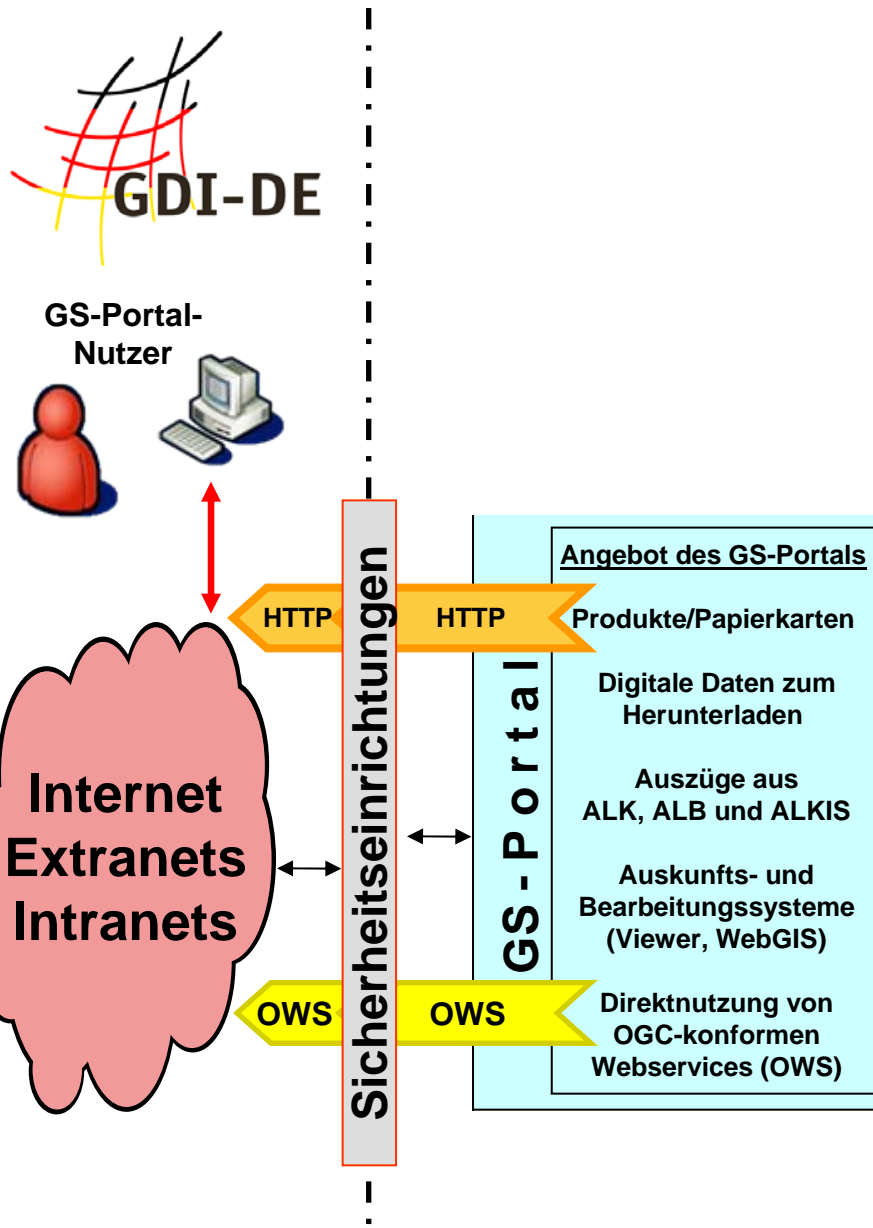 GDI-DE
GS-Portal-
Nutzer
Internet
Extranets
Intranets
HTTP
HTTP
OWS
OWS
Sicherheitseinrichtungen
GS-Portal
Angebot des GS-Portals
Produkte/Papierkarten
Digitale Daten zum
Herunterladen
Auszüge aus
ALK, ALB und ALKIS
Auskunfts- und
Bearbeitungssysteme
(Viewer, WebGIS)
Direktnutzung von
OGC-konformen
Webservices (OWS)